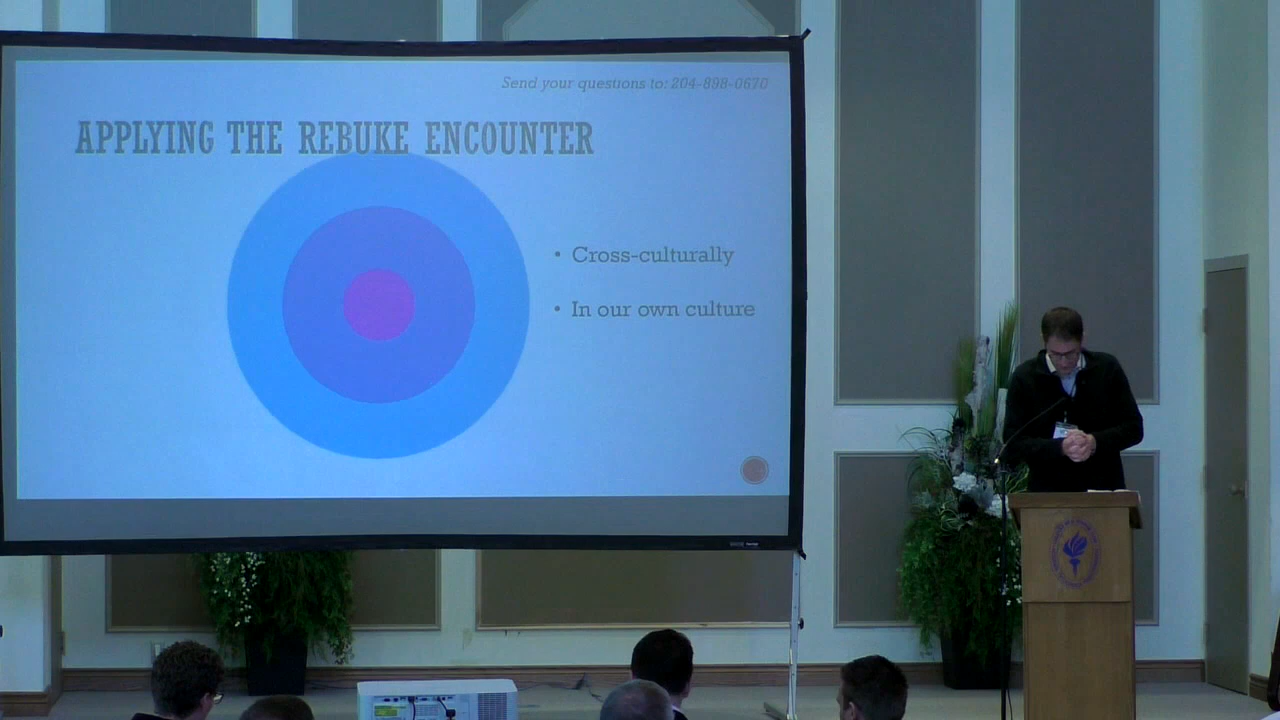 Send your questions to: 204-898-0670
APPLYING THE REBUKE ENCOUNTER
• Cross-culturally
• In our own culture